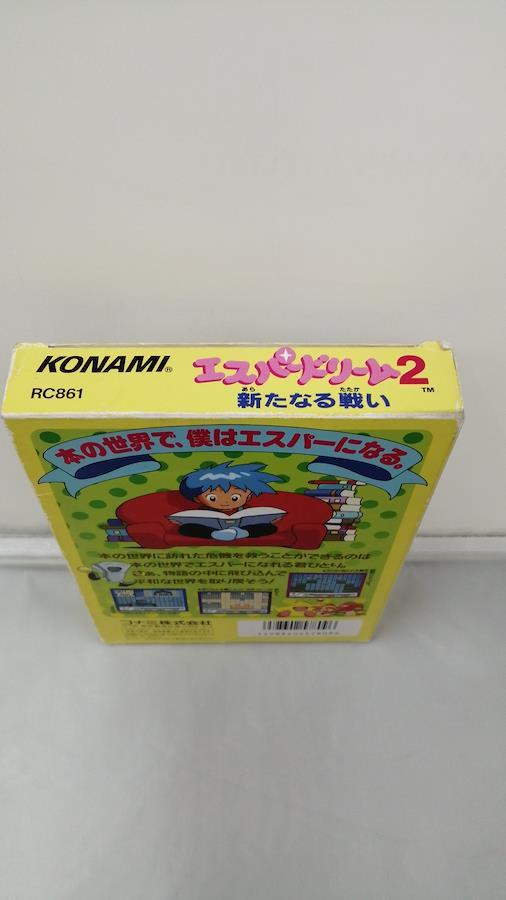 KONAMI®
エスパードリーム2™
RC861
あら たたか
新たなる戦い
本の世界で、僕はエスパーになる。
本の世界に訪れた危機を救うことができるのは
本の世界でエスパーになれる君ひとり。
さあ、物語の中に飛び込んで
平和な世界を取り戻そう!
コナミ株式会社